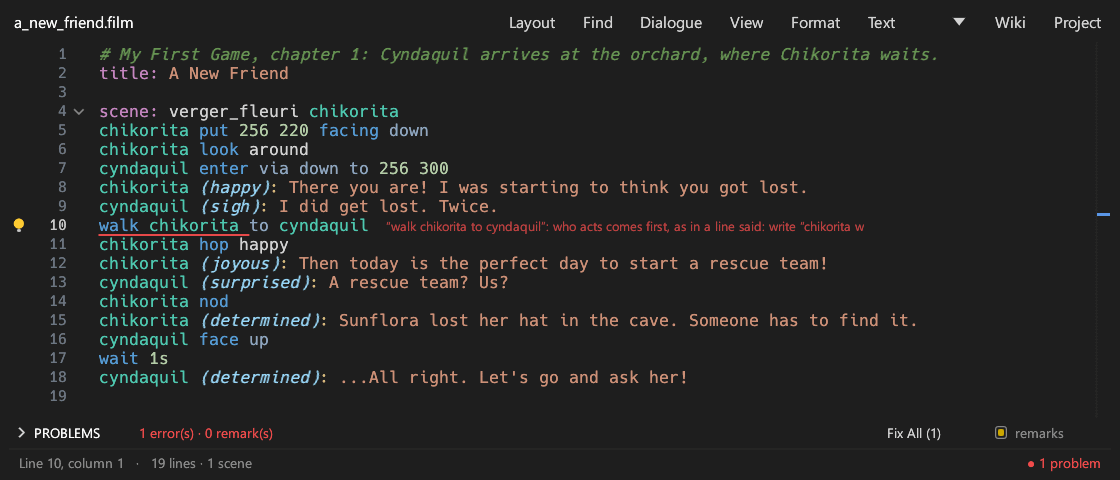 a_new_friend.film Layout Find Dialogue View Format Text Wiki Project
1 # My First Game, chapter 1: Cyndaquil arrives at the orchard, where Chikorita waits.
2 title: A New Friend
3
4 scene: verger_fleuri chikorita
5 chikorita put 256 220 facing down
6 chikorita look around
7 cyndaquil enter via down to 256 300
8 chikorita (happy): There you are! I was starting to think you got lost.
9 cyndaquil (sigh): I did get lost. Twice.
10 walk chikorita to cyndaquil "walk chikorita to cyndaquil": who acts comes first, as in a line said: write "chikorita w
11 chikorita hop happy
12 chikorita (joyous): Then today is the perfect day to start a rescue team!
13 cyndaquil (surprised): A rescue team? Us?
14 chikorita nod
15 chikorita (determined): Sunflora lost her hat in the cave. Someone has to find it.
16 cyndaquil face up
17 wait 1s
18 cyndaquil (determined): ...All right. Let's go and ask her!
19
PROBLEMS 1 error(s) · 0 remark(s) Fix All (1) remarks
Line 10, column 1 · 19 lines · 1 scene 1 problem